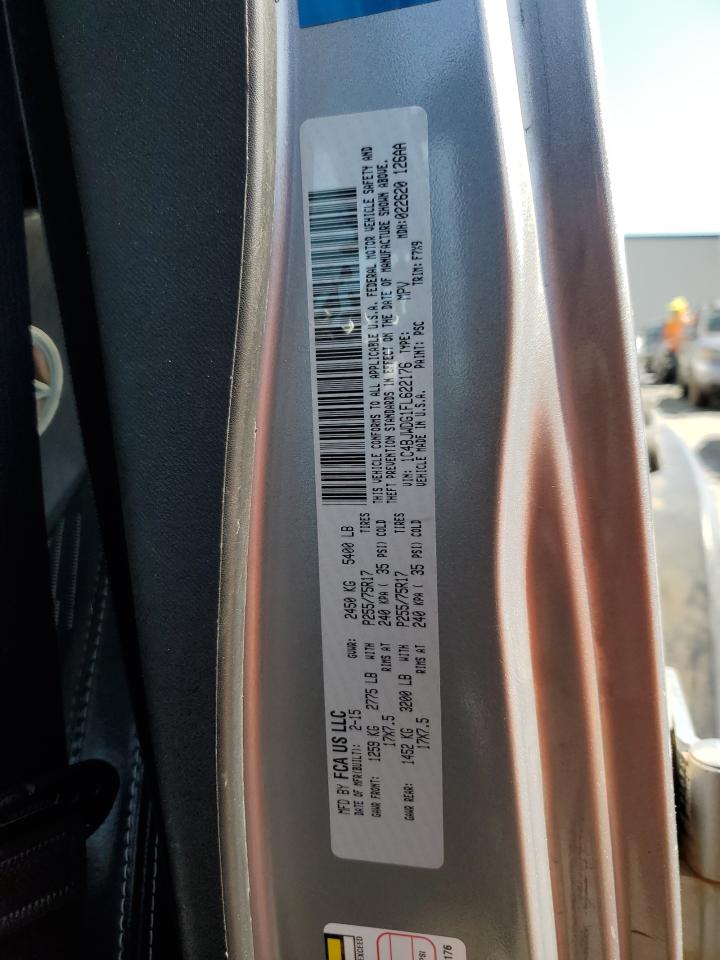 MFD BY FCA US LLC
DATE OF MFR(BUILT): 2-15 GVWR: 2450 KG 5400 LB
GAWR FRONT: 1259 KG 2775 LB WITH P255/75R17 TIRES
17X7.5 RIMS AT 240 KPA ( 35 PSI) COLD
GAWR REAR: 1452 KG 3200 LB WITH P255/75R17 TIRES
17X7.5 RIMS AT 240 KPA ( 35 PSI) COLD
THIS VEHICLE CONFORMS TO ALL APPLICABLE U.S.A. FEDERAL MOTOR VEHICLE SAFETY AND
THEFT PREVENTION STANDARDS IN EFFECT ON THE DATE OF MANUFACTURE SHOWN ABOVE.
VIN: 1C4BJWDG1FL622176 TYPE: MPV MDH:022620 126AA
VEHICLE MADE IN U.S.A. PAINT: PSC TRIM: F7X9
EXCEED
PSI
176